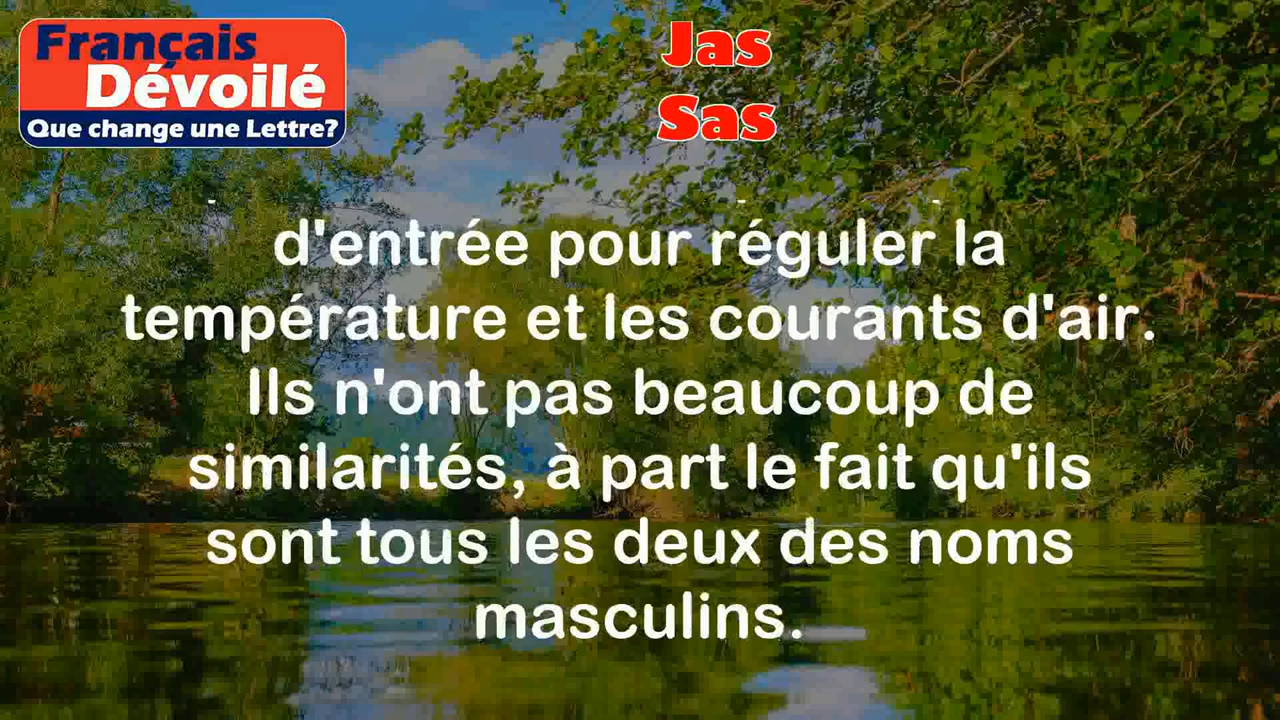 Français
Dévoilé
Que change une Lettre?
Jas
Sas
d'entrée pour réguler la
température et les courants d'air.
Ils n'ont pas beaucoup de
similarités, à part le fait qu'ils
sont tous les deux des noms
masculins.